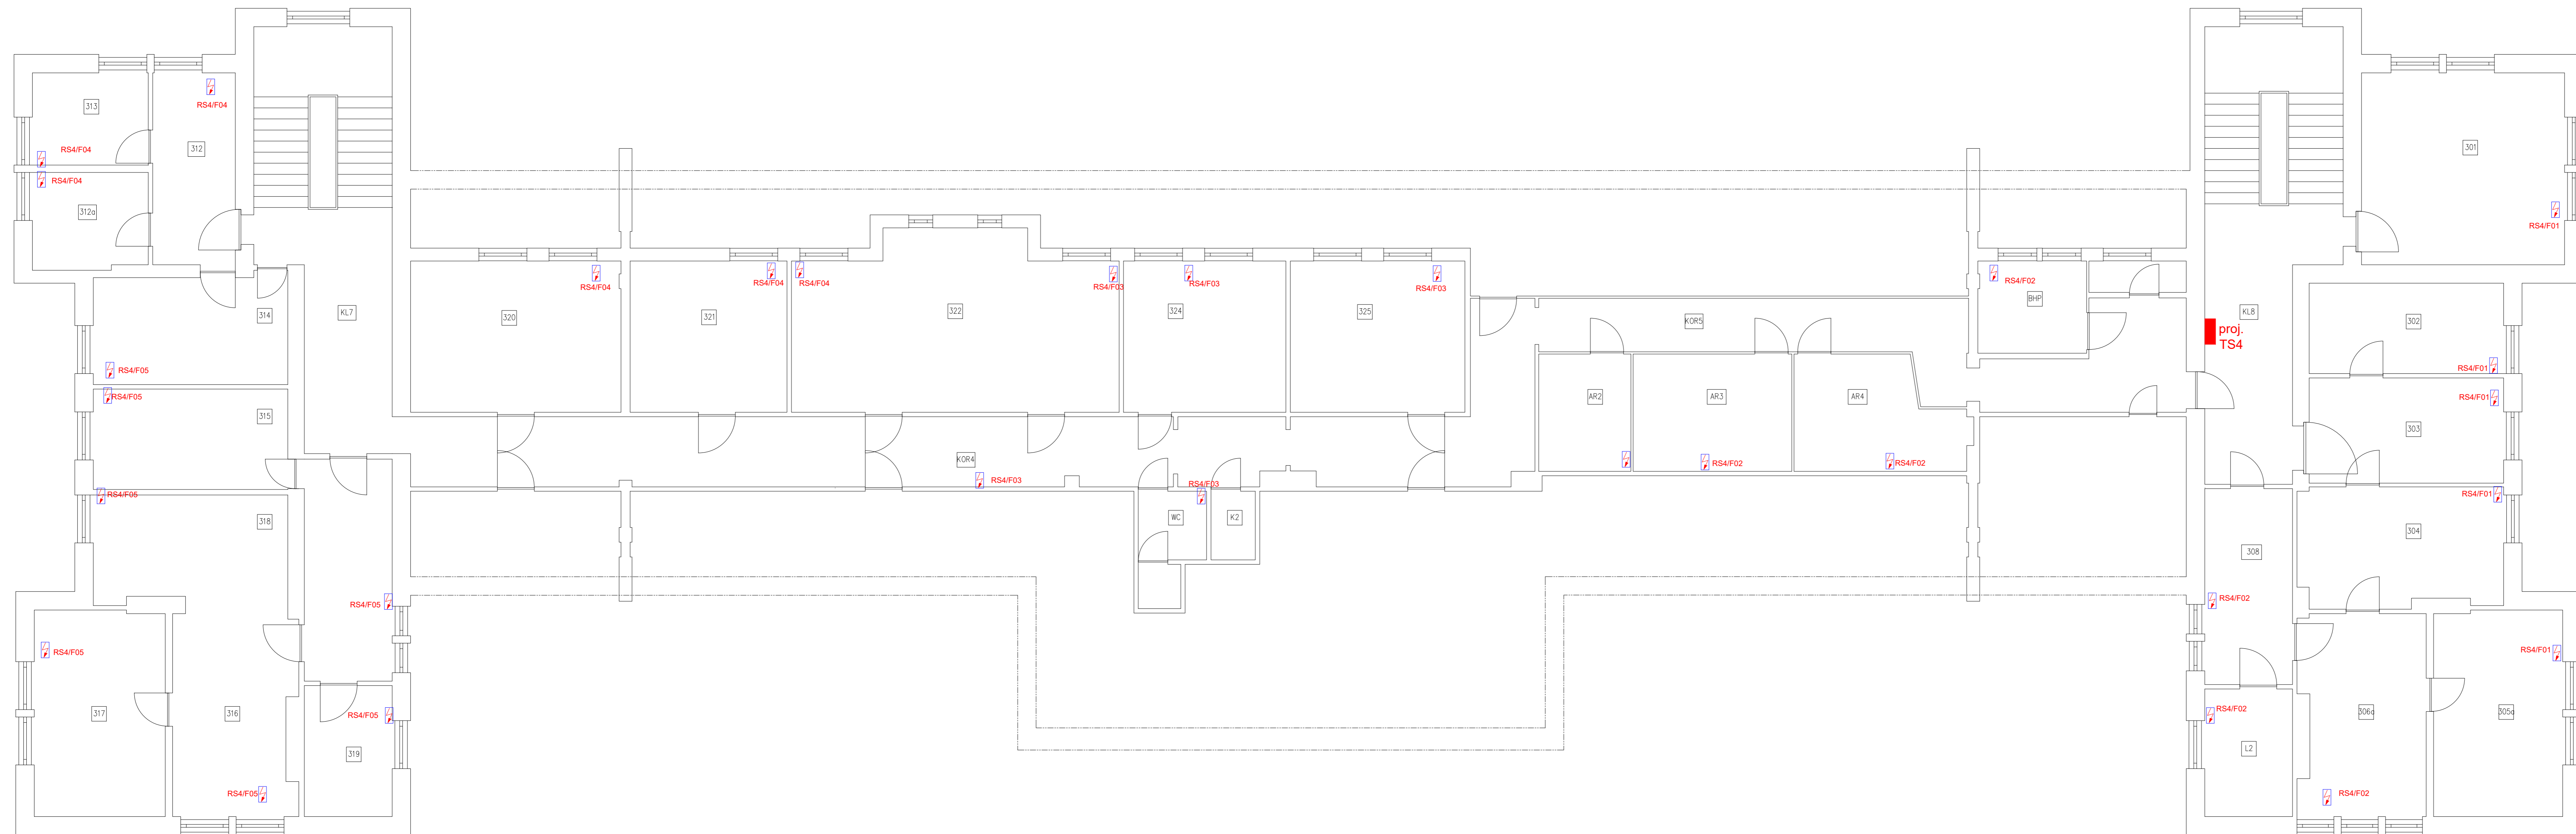 313
RS4/F04
312
RS4/F04
RS4/F04
312a
KL7
314
RS4/F05
RS4/F05
315
RS4/F05
318
RS4/F05
RS4/F05
317
316
RS4/F05
319
RS4/F05
320
RS4/F04
321
RS4/F04
RS4/F04
322
RS4/F03
324
RS4/F03
325
RS4/F03
KOR4
RS4/F03
RS4/F03
WC
K2
KOR5
AR2
AR3
RS4/F02
AR4
RS4/F02
BHP
RS4/F02
KL8
proj.
TS4
301
RS4/F01
302
RS4/F01
RS4/F01
303
RS4/F01
304
308
RS4/F02
RS4/F02
L2
306a
RS4/F02
RS4/F01
305a